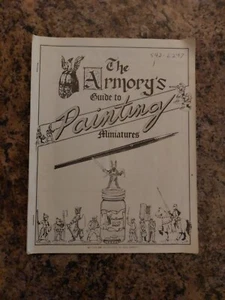 The
Armory's
Guide to
Painting
Miniatures